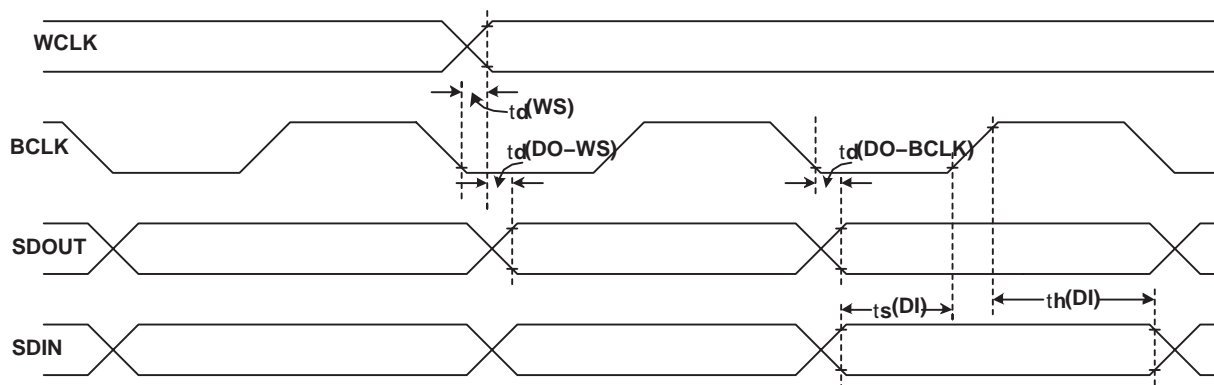 WCLK
td(WS)
BCLK
td(DO−WS)
td(DO−BCLK)
SDOUT
ts(DI)
th(DI)
SDIN